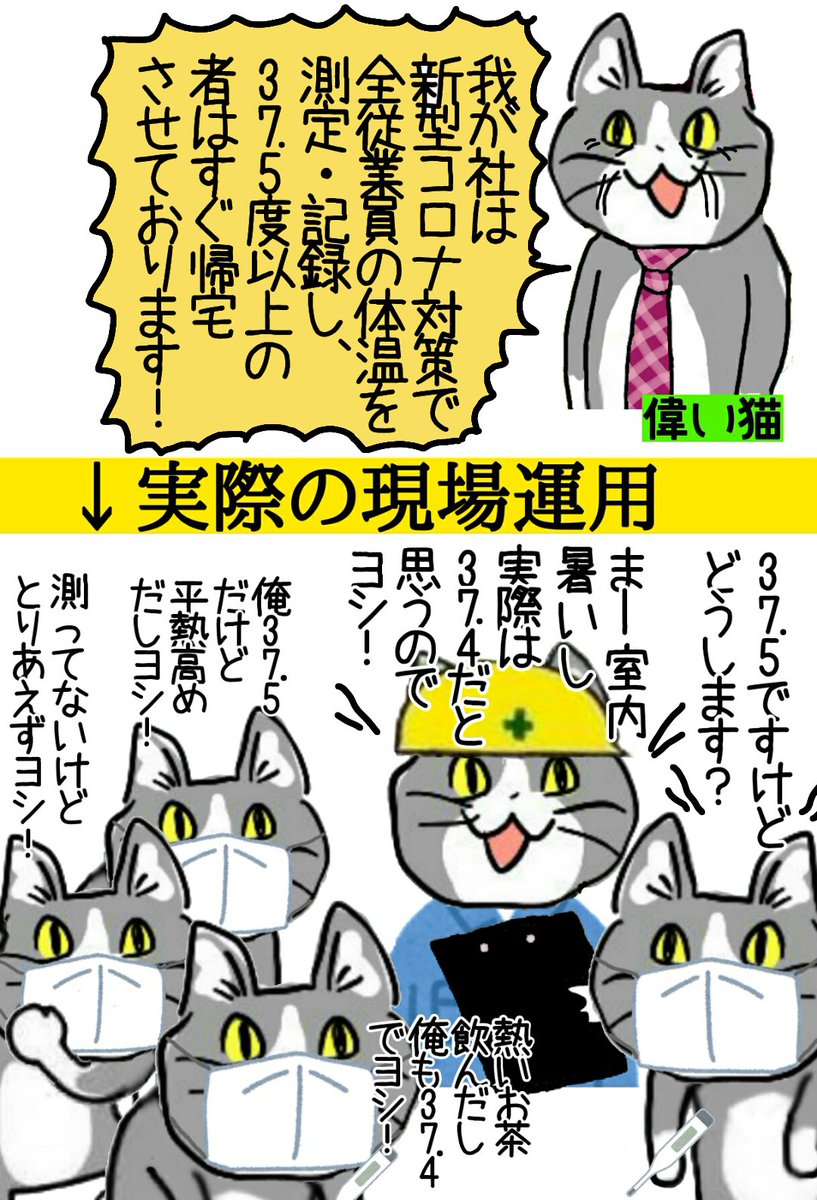 我が社は
新型コロナ対策で
全従業員の体温を
測定・記録し、
37.5度以上の
者はすぐ帰宅
させております！
偉い猫
↓実際の現場運用
37.5ですけど
どうします？
まー室内
暑いし
実際は
37.4だと
思うので
ヨシ！
俺37.5
だけど
平熱高め
だしヨシ！
測ってないけど
とりあえずヨシ！
熱いお茶
飲んだし
俺も37.4
でヨシ！